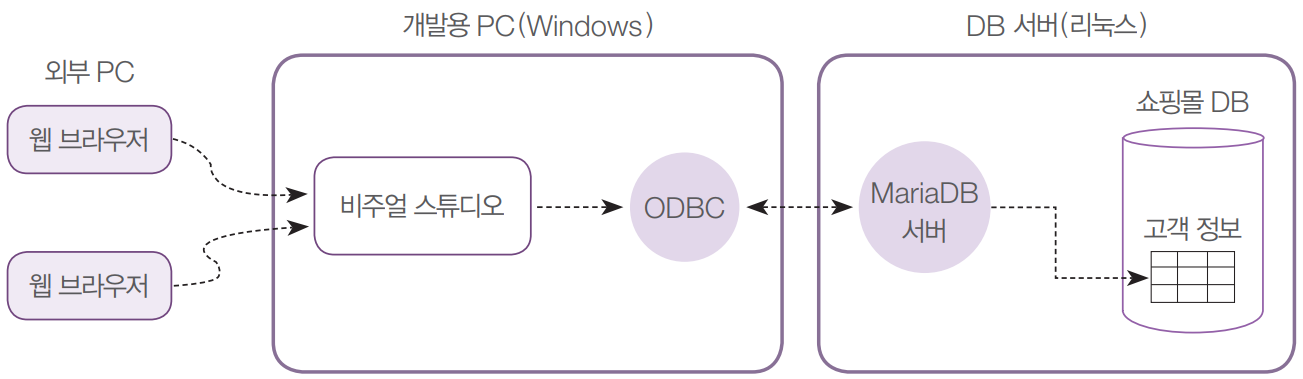 개발용 PC(Windows)
DB 서버(리눅스)
외부 PC
쇼핑몰 DB
웹 브라우저
비주얼 스튜디오
ODBC
MariaDB
서버
고객 정보
웹 브라우저